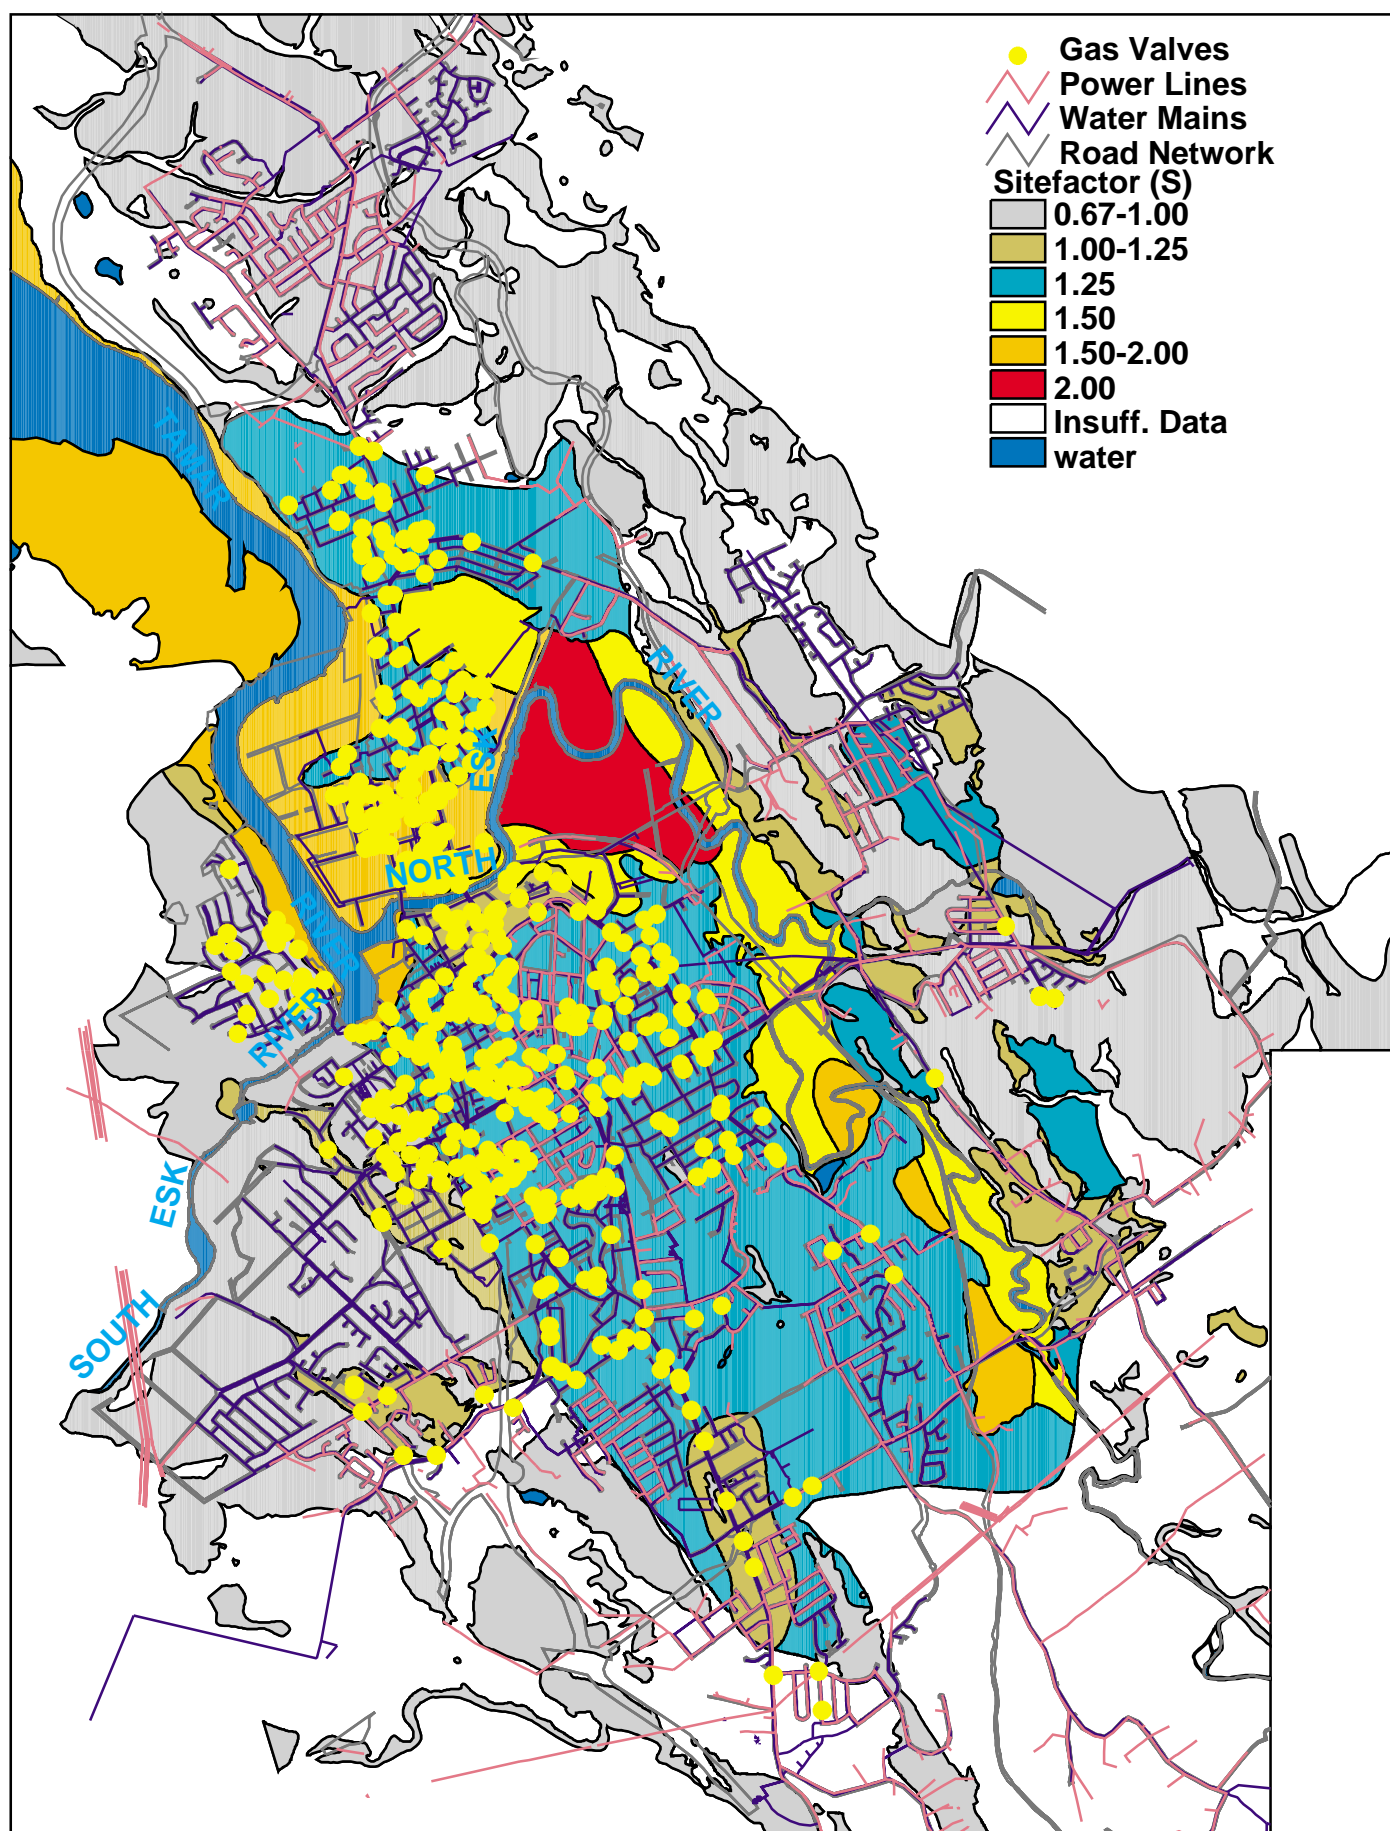 Gas Valves
Power Lines
Water Mains
Road Network
Sitefactor (S)
0.67-1.00
1.00-1.25
1.25
1.50
1.50-2.00
2.00
Insuff. Data
water
TAMAR
RIVER
ESK
NORTH
RIVER
RIVER
ESK
SOUTH